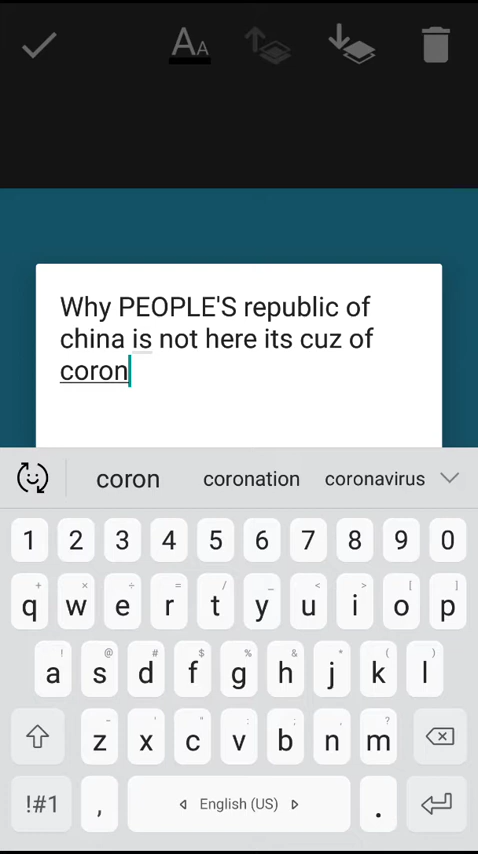 AA
Why PEOPLE'S republic of
china is not here its cuz of
coron
coron coronation coronavirus
1 2 3 4 5 6 7 8 9 0
+ × ÷ = / _ < > [ ]
q w e r t y u i o p
! @ # $ % & * ( )
a s d f g h j k l
- ' " : ; , ?
z x c v b n m
!#1 , English (US) .